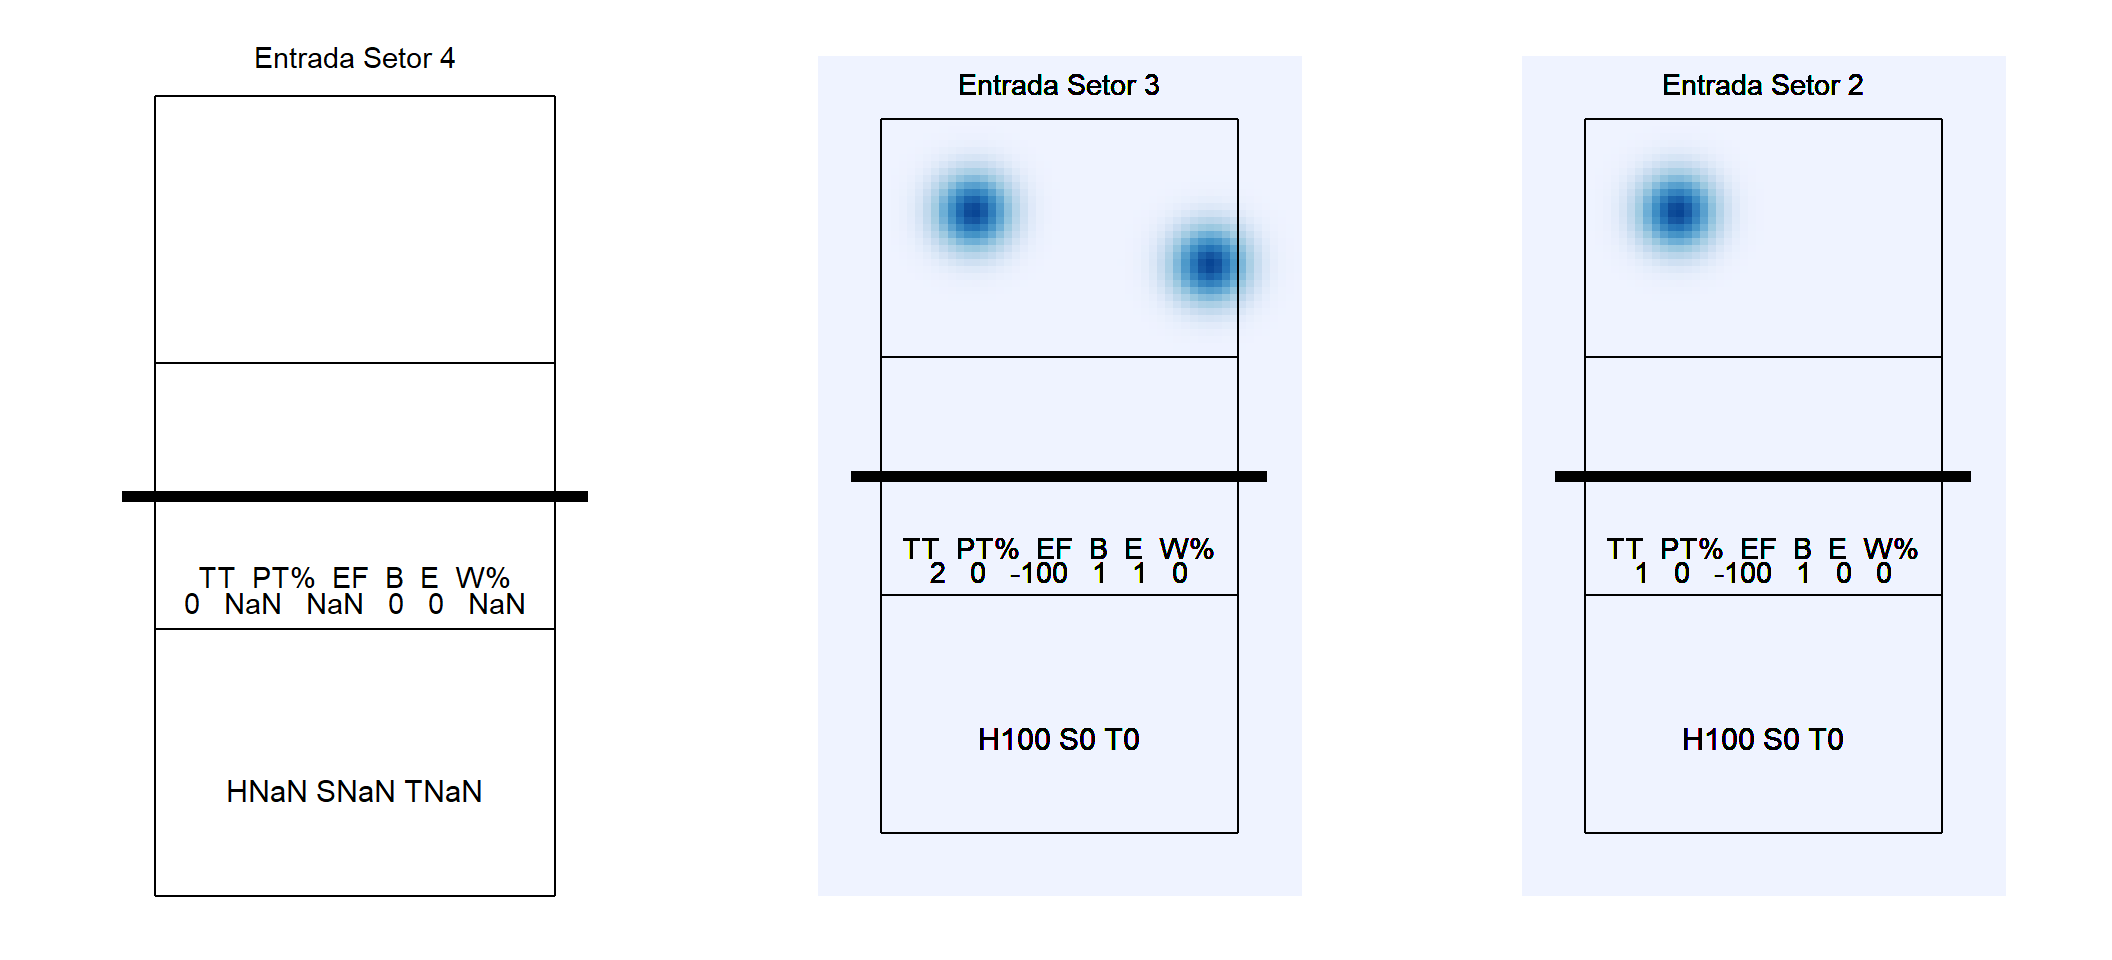 Entrada Setor 4
TT PT% EF B E W%
0 NaN NaN 0 0 NaN
HNaN SNaN TNaN
Entrada Setor 3
TT PT% EF B E W%
2 0 -100 1 1 0
H100 S0 T0
Entrada Setor 2
TT PT% EF B E W%
1 0 -100 1 0 0
H100 S0 T0